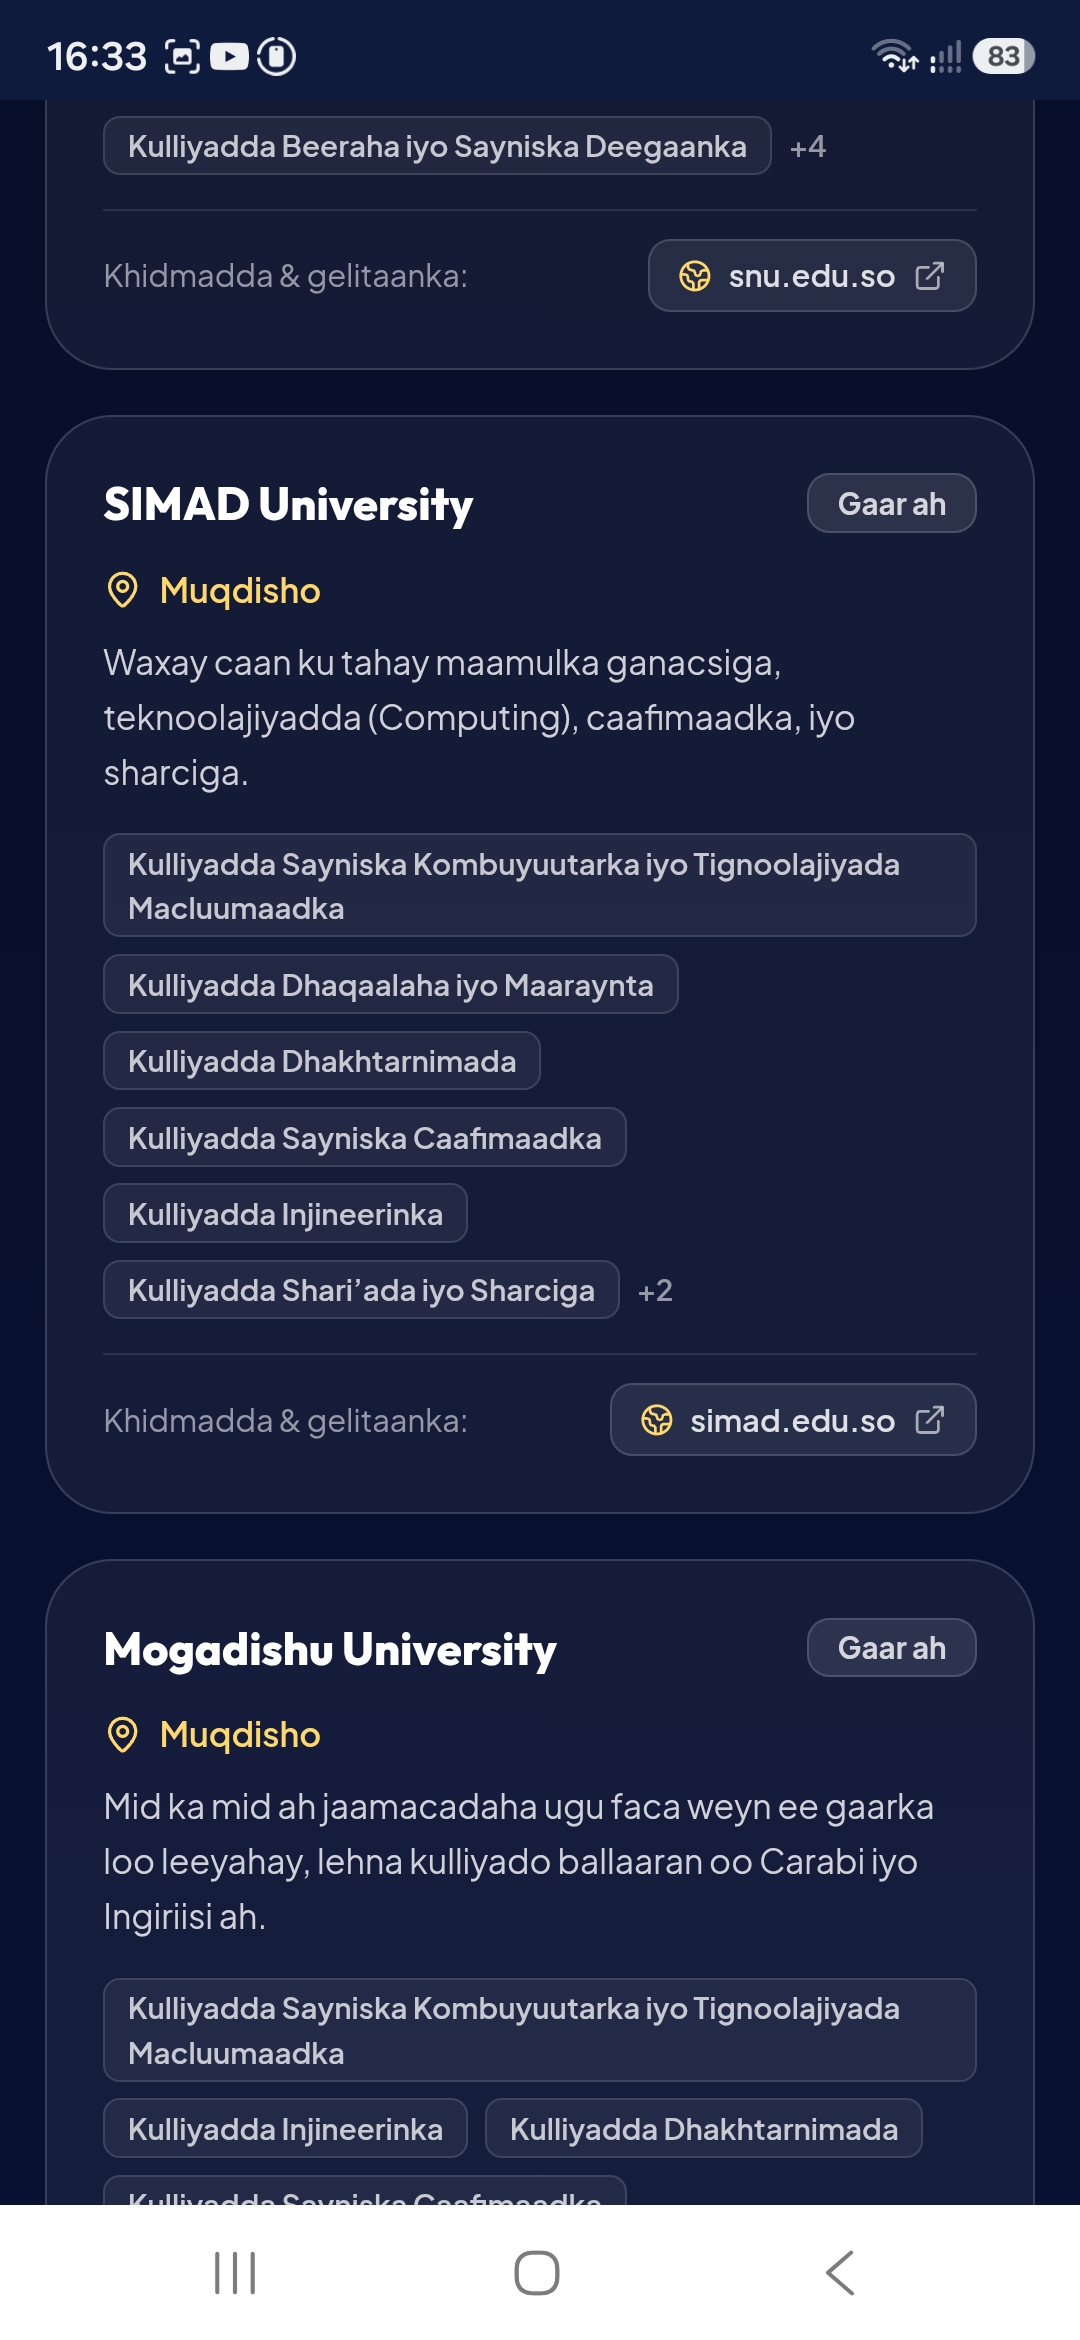 16:33
83
Kulliyadda Beeraha iyo Sayniska Deegaanka +4
Khidmadda & gelitaanka: snu.edu.so
SIMAD University
Gaar ah
Muqdisho
Waxay caan ku tahay maamulka ganacsiga,
teknoolajiyadda (Computing), caafimaadka, iyo
sharciga.
Kulliyadda Sayniska Kombuyuutarka iyo Tignoolajiyada
Macluumaadka
Kulliyadda Dhaqaalaha iyo Maaraynta
Kulliyadda Dhakhtarnimada
Kulliyadda Sayniska Caafimaadka
Kulliyadda Injineerinka
Kulliyadda Shari’ada iyo Sharciga +2
Khidmadda & gelitaanka: simad.edu.so
Mogadishu University
Gaar ah
Muqdisho
Mid ka mid ah jaamacadaha ugu faca weyn ee gaarka
loo leeyahay, lehna kulliyado ballaaran oo Carabi iyo
Ingiriisi ah.
Kulliyadda Sayniska Kombuyuutarka iyo Tignoolajiyada
Macluumaadka
Kulliyadda Injineerinka Kulliyadda Dhakhtarnimada
Kulliyadda Sayniska Caafimaadka